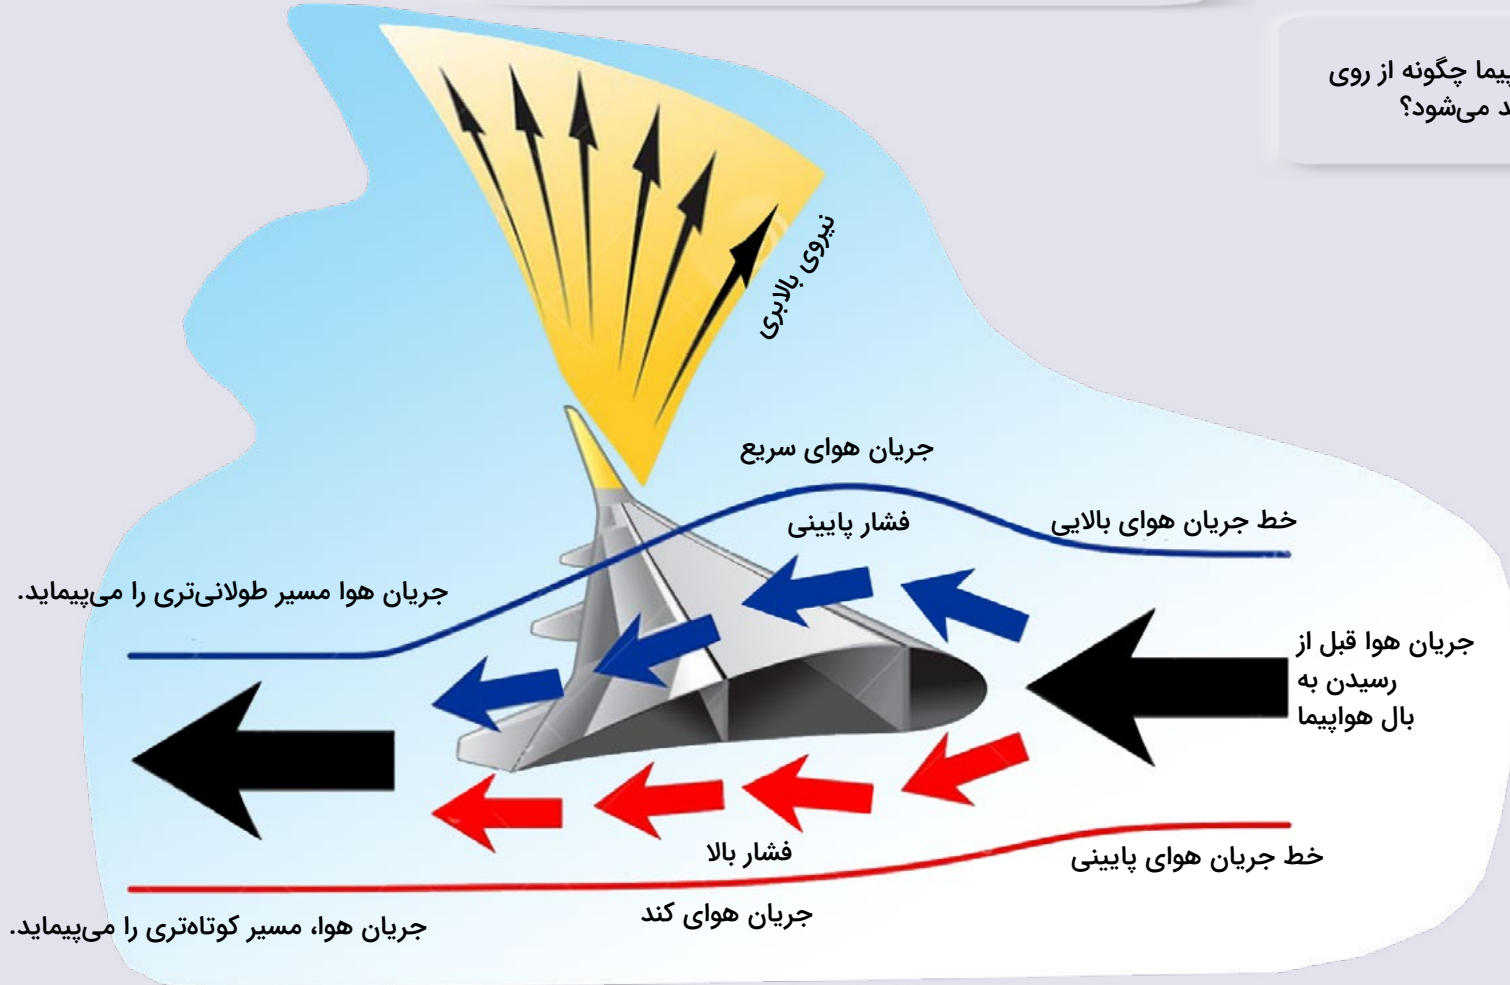 چگونه از روی
می‌شود؟
نیروی بالابری
جریان هوای سریع
فشار پایینی
خط جریان هوای بالایی
جریان هوا مسیر طولانی‌تری را می‌پیماید.
جریان هوا قبل از
رسیدن به
بال هواپیما
فشار بالا
خط جریان هوای پایینی
جریان هوای کند
جریان هوا، مسیر کوتاه‌تری را می‌پیماید.